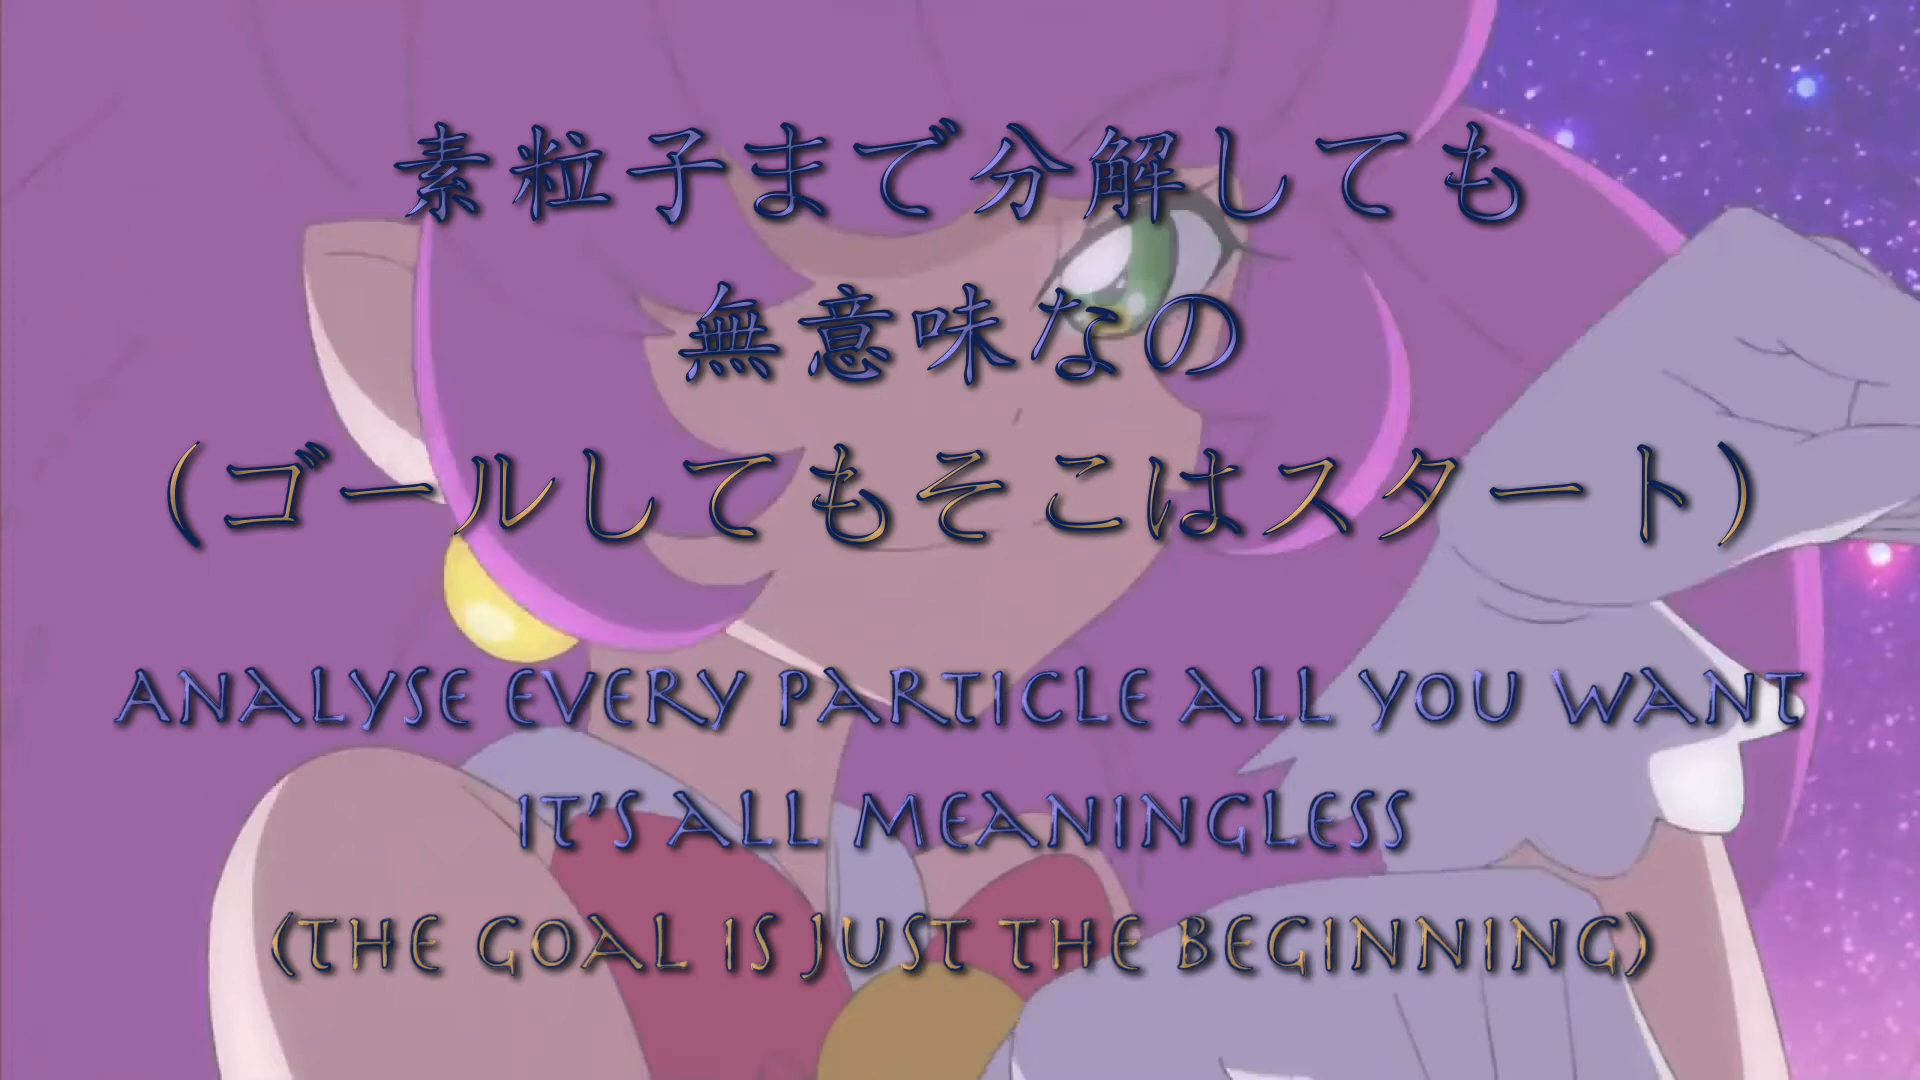 素粒子まで分解しても
無意味なの
(ゴールしてもそこはスタート)
ANALYSE EVERY PARTICLE ALL YOU WANT
IT'S ALL MEANINGLESS
(THE GOAL IS JUST THE BEGINNING)